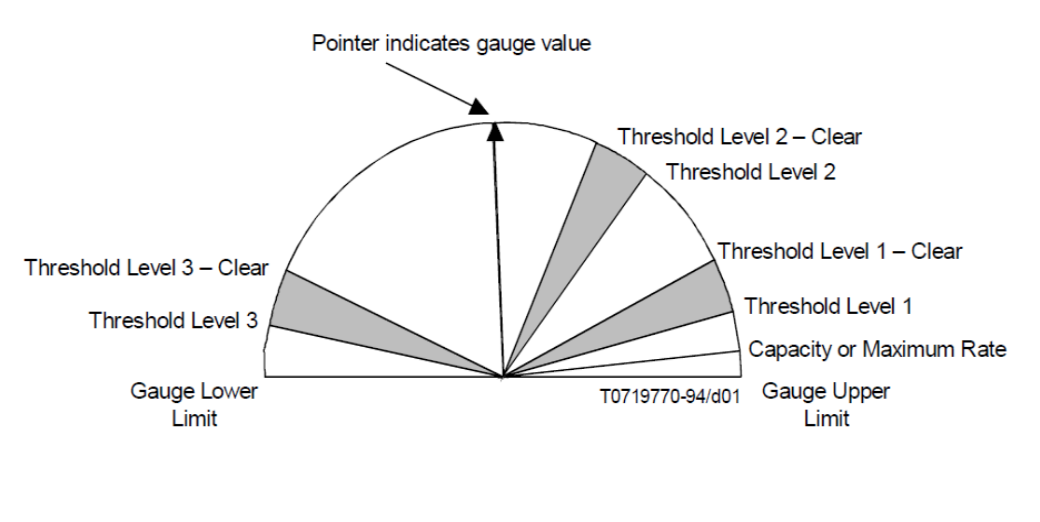 Pointer indicates gauge value
Threshold Level 2 – Clear
Threshold Level 2
Threshold Level 1 – Clear
Threshold Level 3 – Clear
Threshold Level 1
Threshold Level 3
Capacity or Maximum Rate
Gauge Lower
Limit
T0719770-94/d01
Gauge Upper
Limit